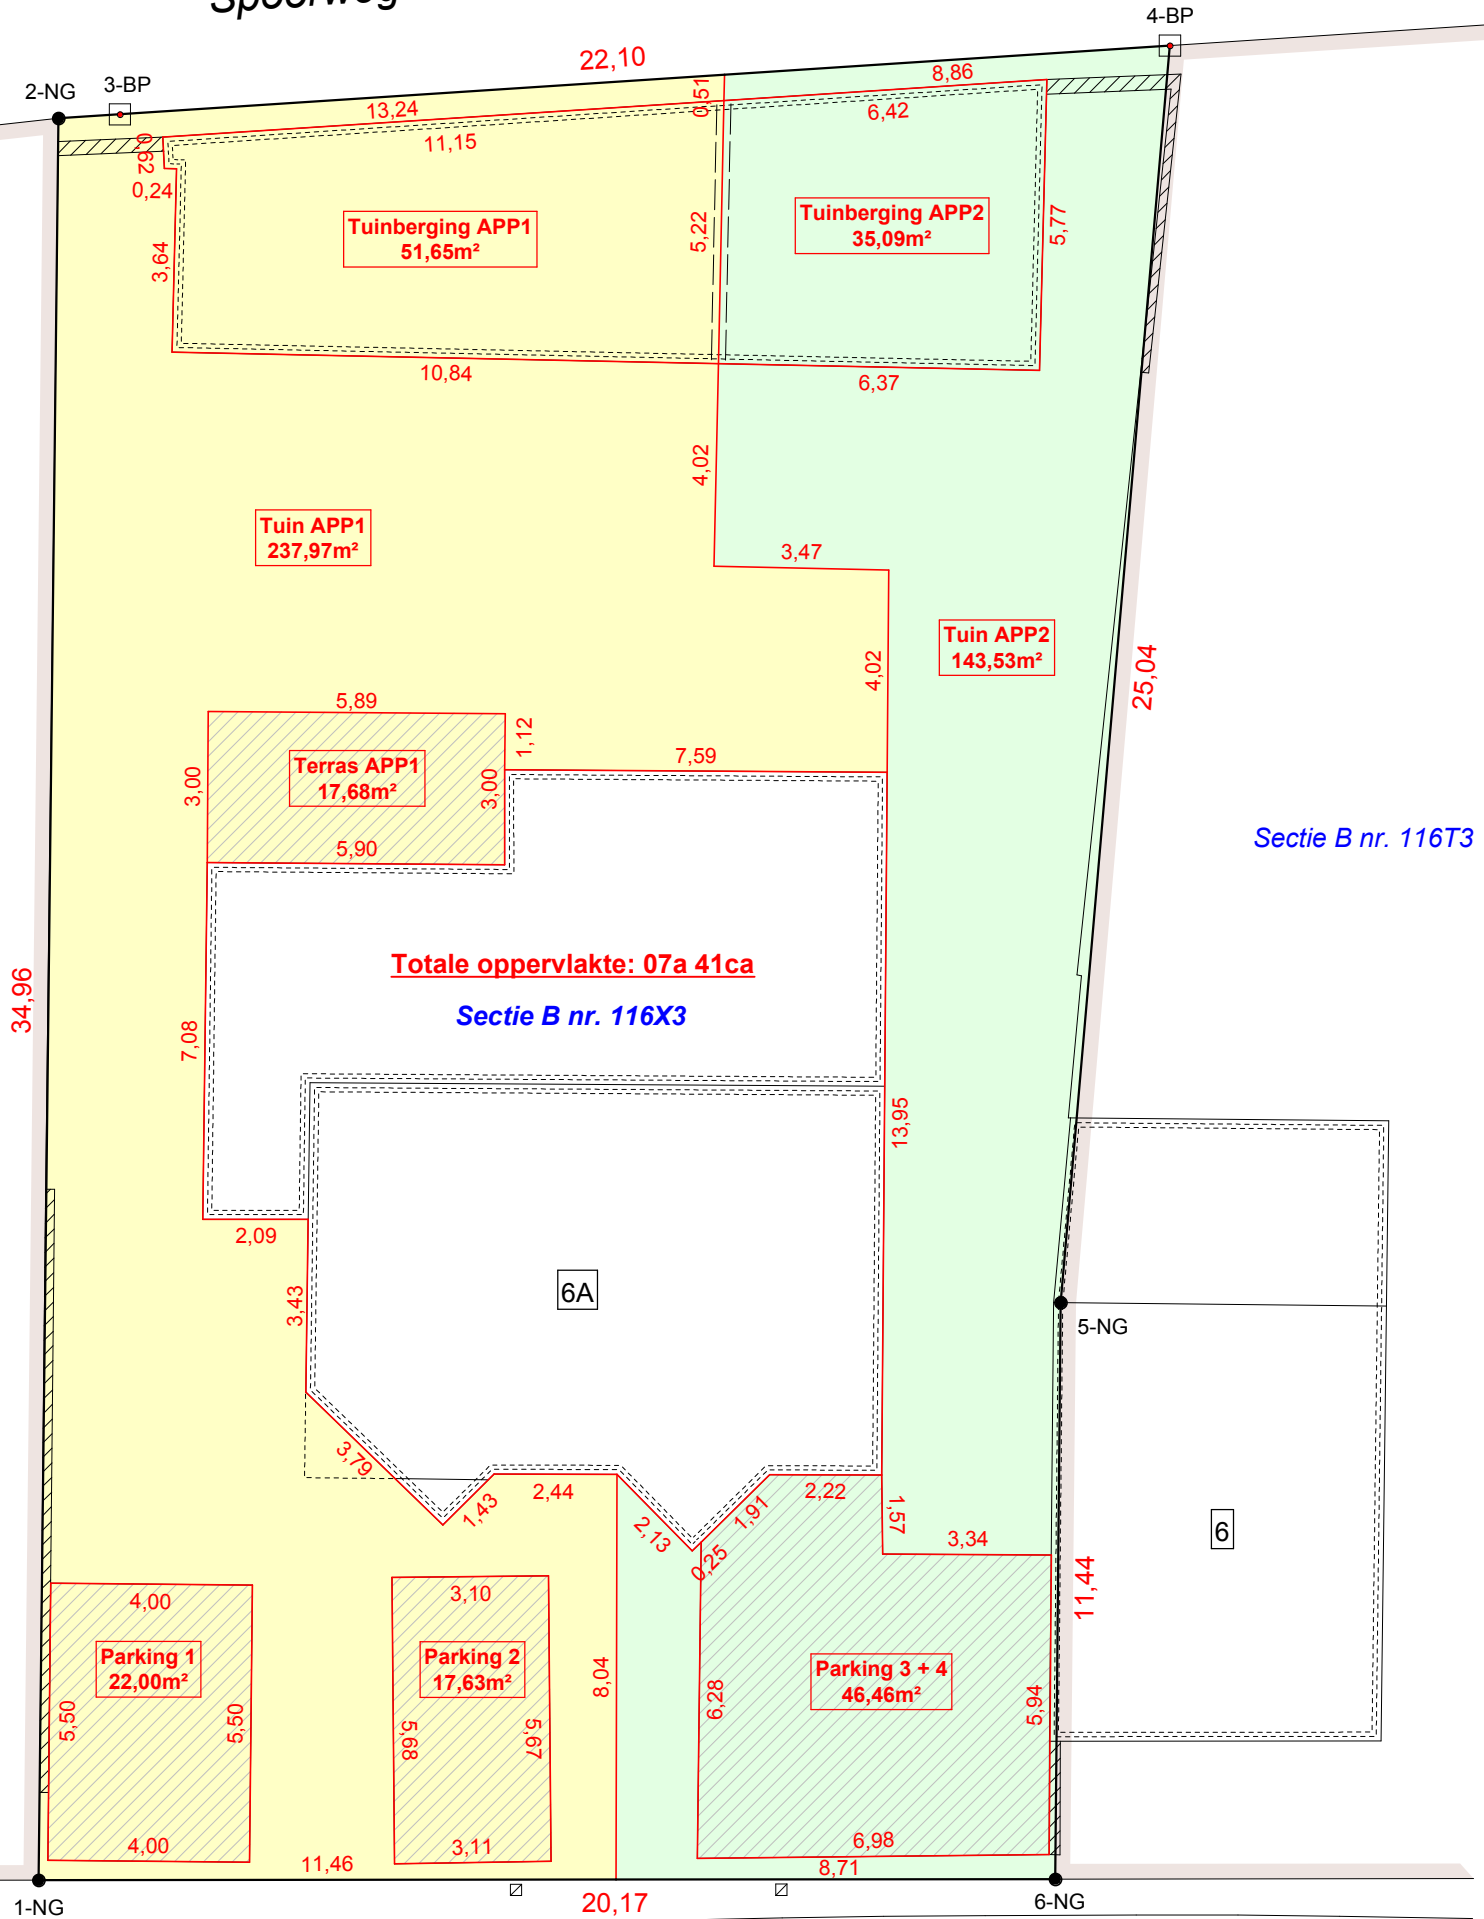 Spoorweg
4-BP
22,10
2-NG
3-BP
8,86
0,51
13,24
6,42
11,15
0,62
0,24
Tuinberging APP1
51,65m²
Tuinberging APP2
35,09m²
5,22
5,77
3,64
10,84
6,37
4,02
Tuin APP1
237,97m²
3,47
Tuin APP2
143,53m²
4,02
25,04
5,89
1,12
7,59
Terras APP1
17,68m²
3,00
3,00
5,90
Sectie B nr. 116T3
Totale oppervlakte: 07a 41ca
Sectie B nr. 116X3
34,96
7,08
13,95
2,09
3,43
6A
5-NG
3,79
1,43
2,44
2,13
1,91
0,25
2,22
1,57
3,34
6
11,44
4,00
3,10
Parking 1
22,00m²
Parking 2
17,63m²
Parking 3 + 4
46,46m²
5,50
5,50
5,68
5,67
8,04
6,28
5,94
4,00
3,11
6,98
11,46
8,71
1-NG
20,17
6-NG